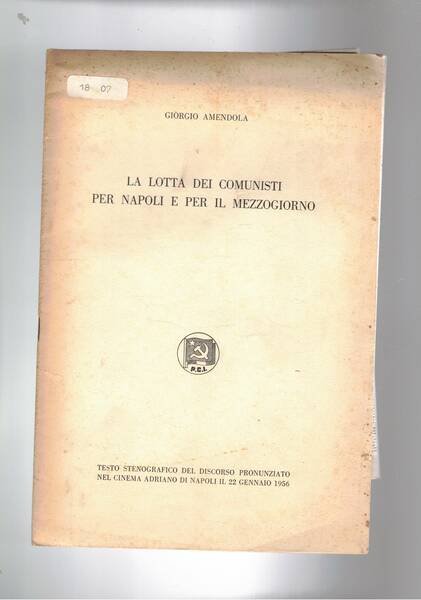 18 07
GIORGIO AMENDOLA
LA LOTTA DEI COMUNISTI
PER NAPOLI E PER IL MEZZOGIORNO
P.C.I.
TESTO STENOGRAFICO DEL DISCORSO PRONUNZIATO
NEL CINEMA ADRIANO DI NAPOLI IL 22 GENNAIO 1956